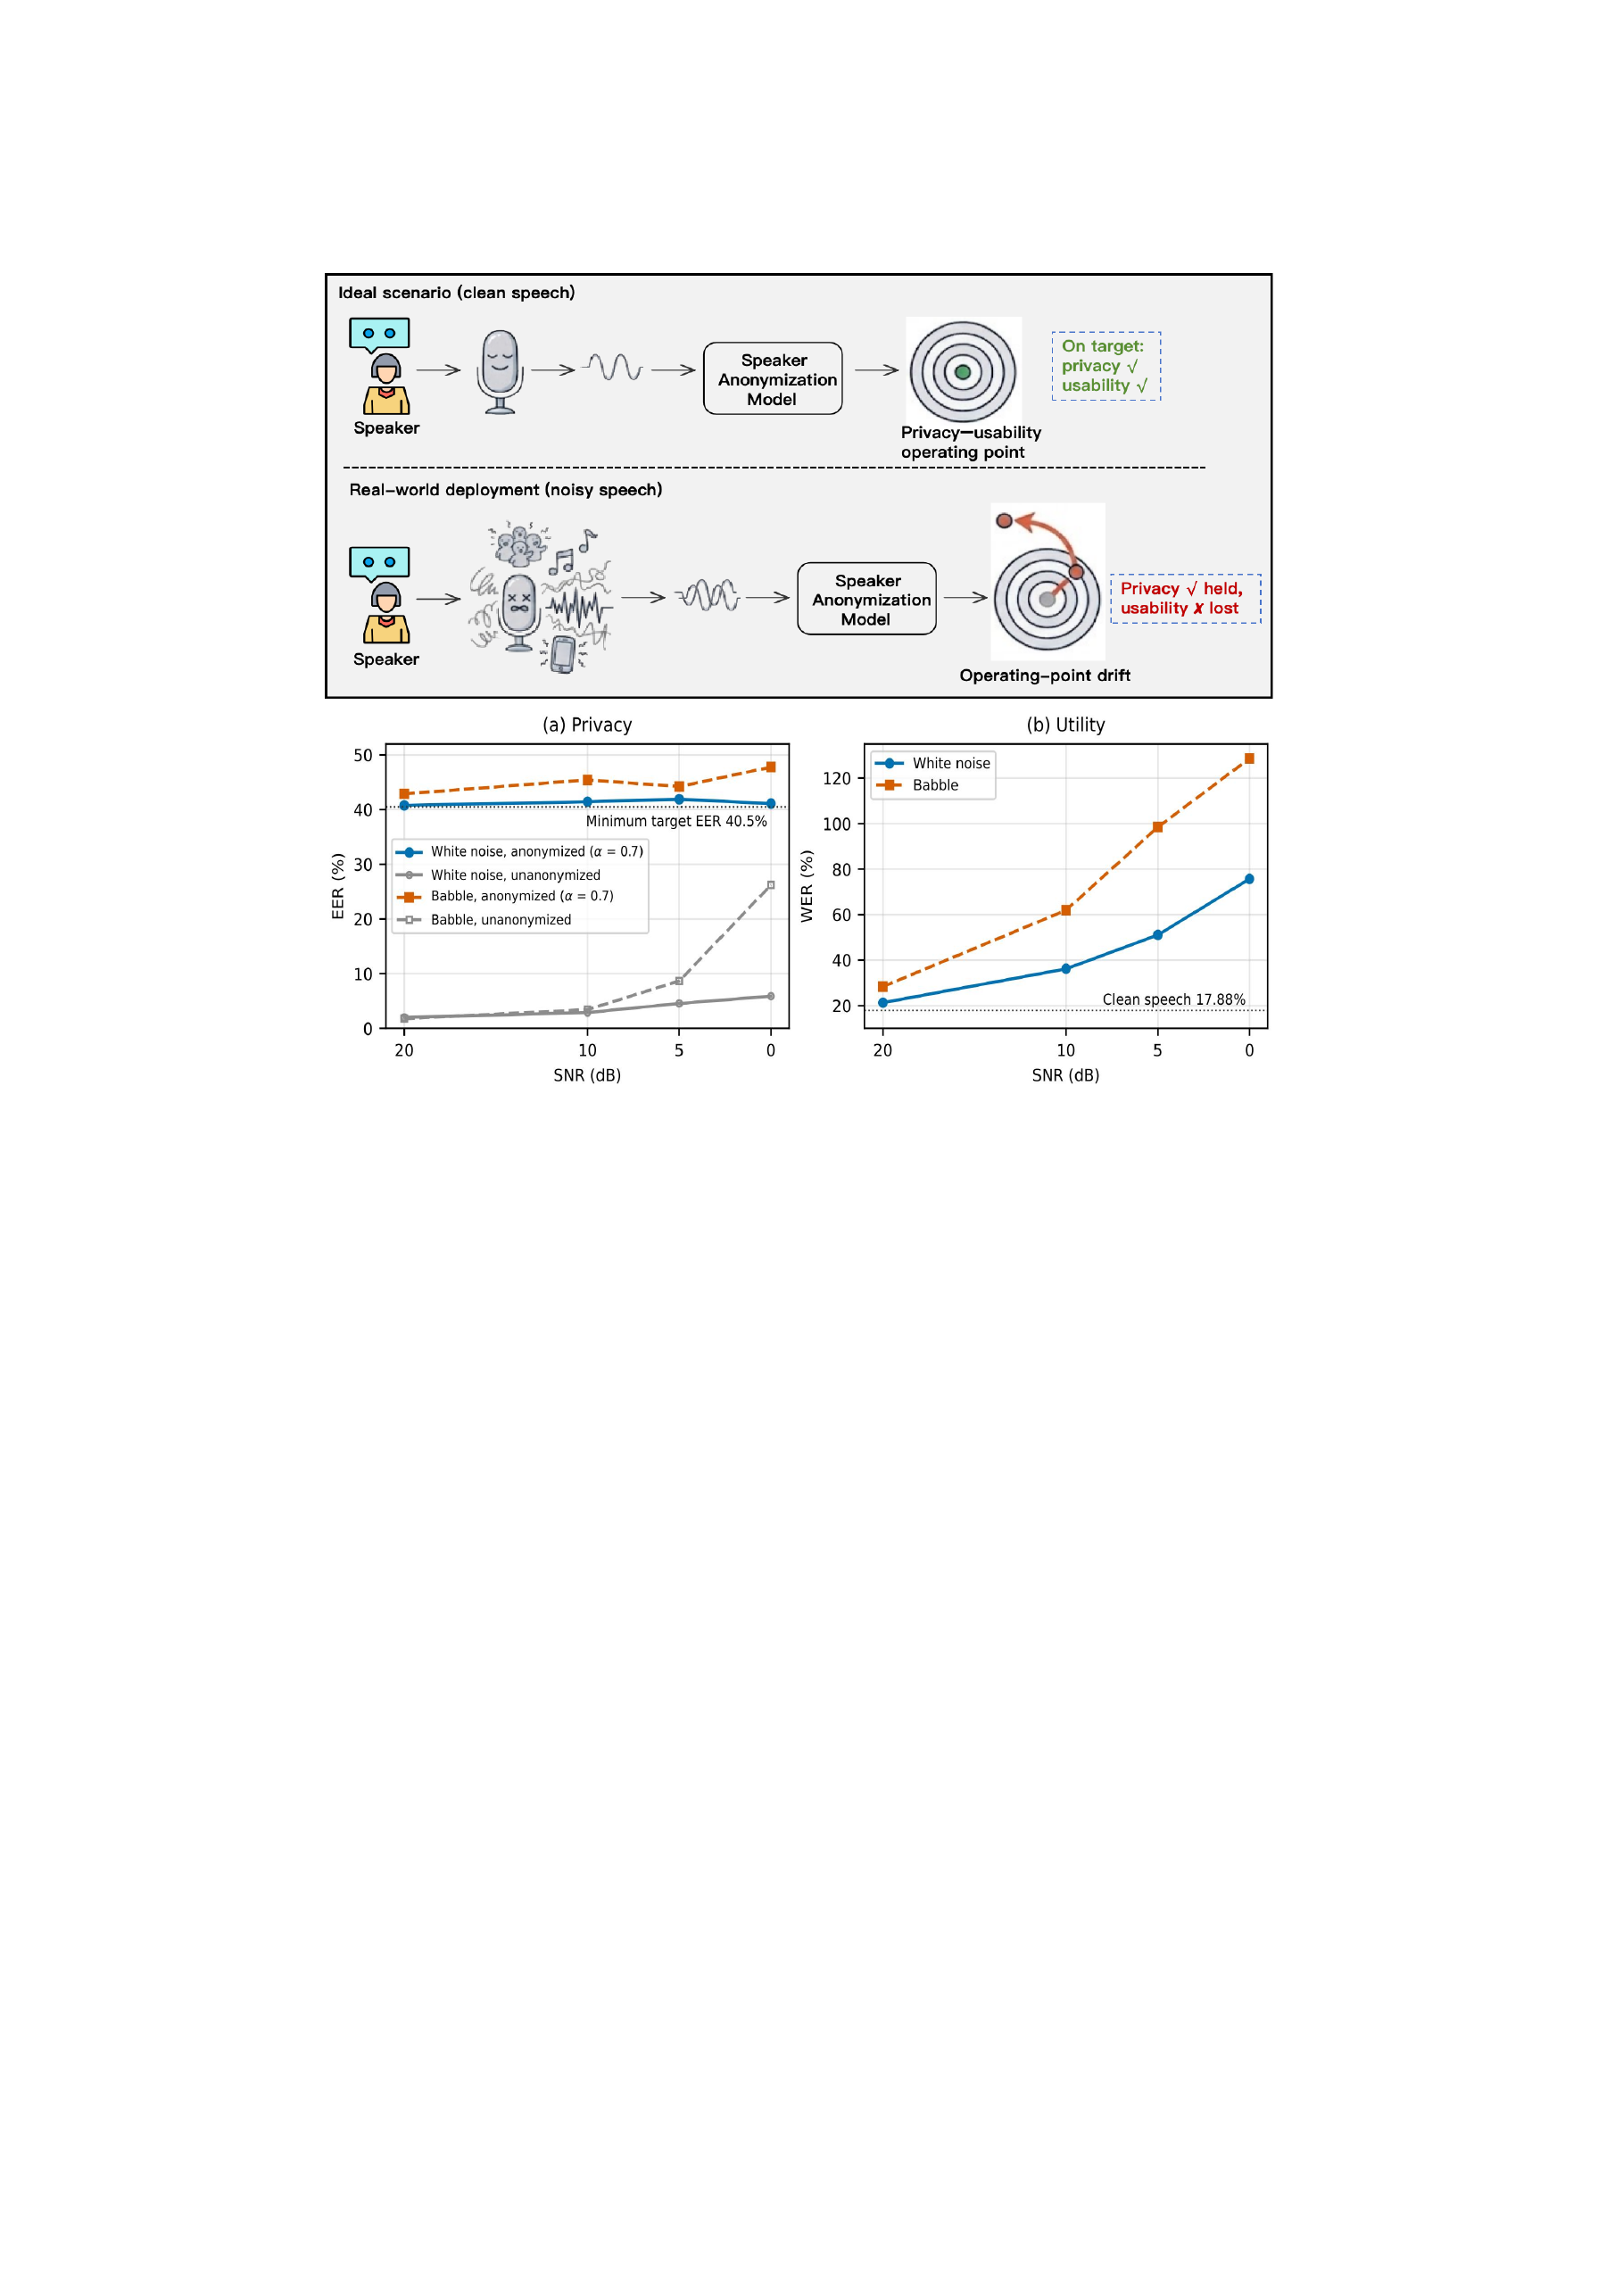 Ideal scenario (clean speech)
Speaker
Speaker
Anonymization
Model
Privacy—usability
operating point
On target:
privacy √
usability √
Real-world deployment (noisy speech)
Speaker
Speaker
Anonymization
Model
Operating-point drift
Privacy √ held,
usability ✘ lost
(a) Privacy
EER (%)
50
40
30
20
10
0
Minimum target EER 40.5%
White noise, anonymized (α = 0.7)
White noise, unanonymized
Babble, anonymized (α = 0.7)
Babble, unanonymized
20 10 5 0
SNR (dB)
(b) Utility
WER (%)
120
100
80
60
40
20
White noise
Babble
Clean speech 17.88%
20 10 5 0
SNR (dB)